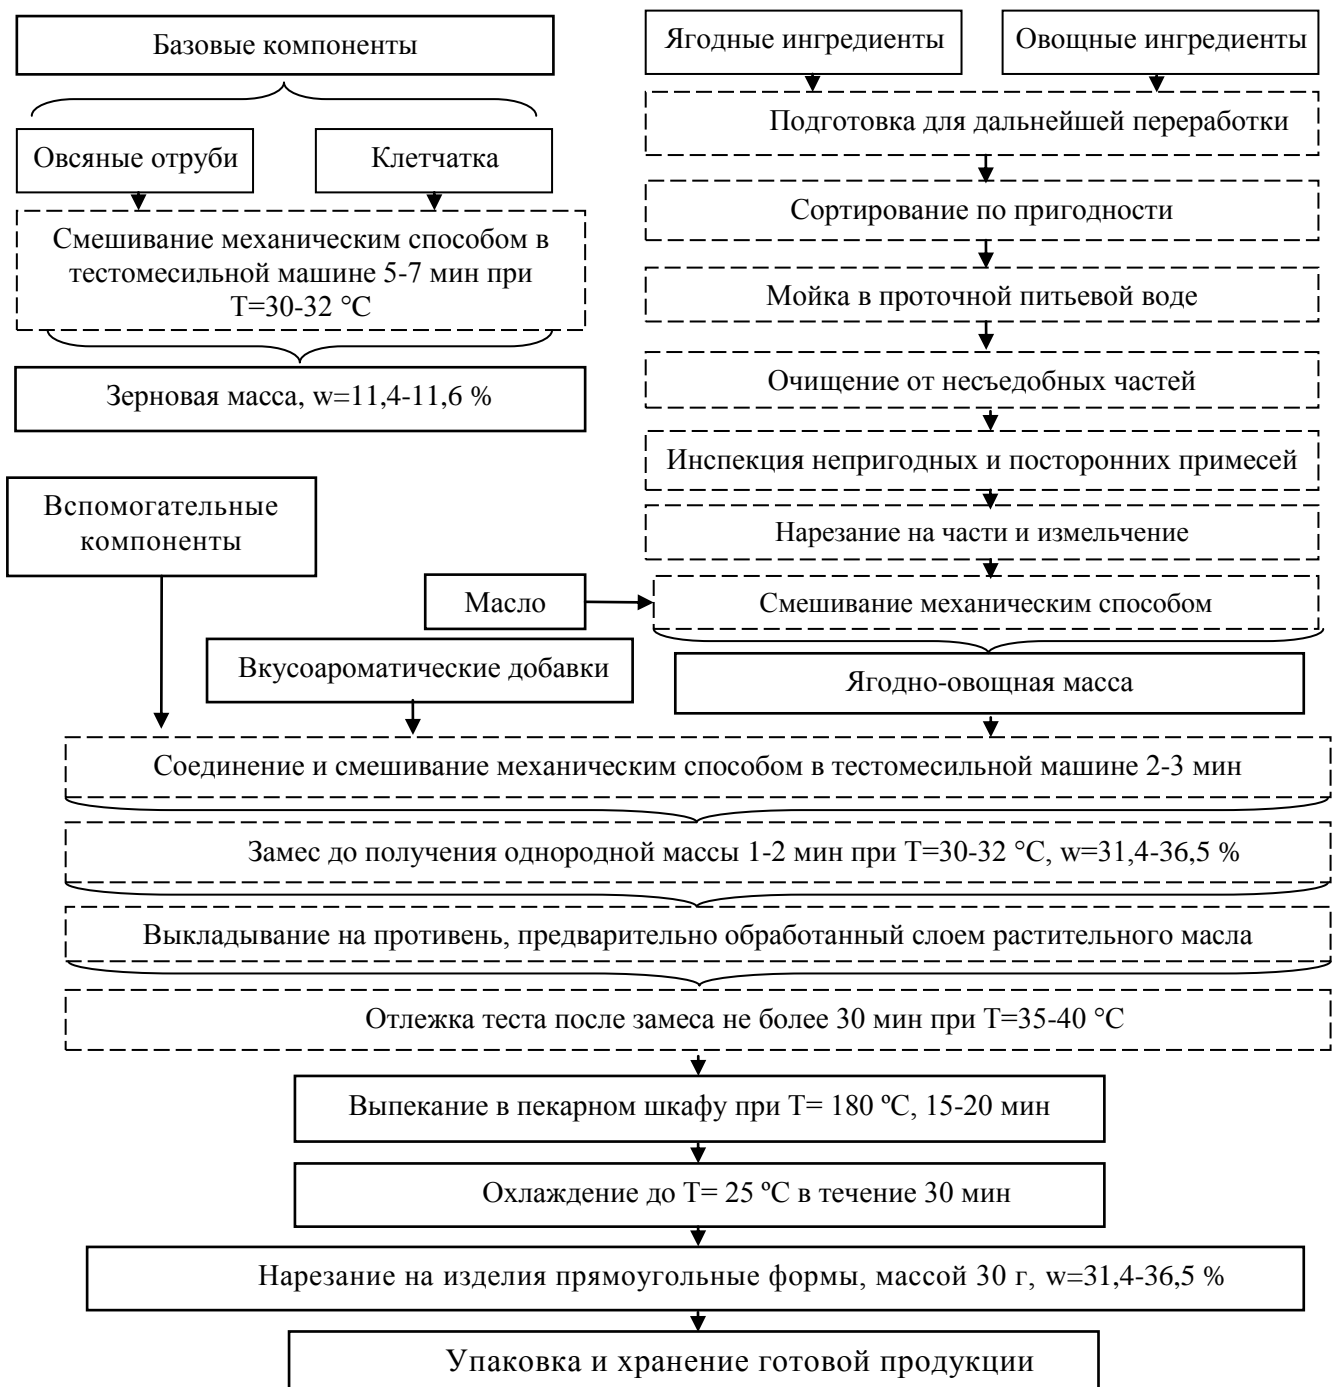 Базовые компоненты
Овсяные отруби
Клетчатка
Смешивание механическим способом в
тестомесильной машине 5-7 мин при
Т=30-32 °С
Зерновая масса, w=11,4-11,6 %
Ягодные ингредиенты
Овощные ингредиенты
Подготовка для дальнейшей переработки
Сортирование по пригодности
Мойка в проточной питьевой воде
Очищение от несъедобных частей
Инспекция непригодных и посторонних примесей
Нарезание на части и измельчение
Вспомогательные
компоненты
Масло
Смешивание механическим способом
Вкусоароматические добавки
Ягодно-овощная масса
Соединение и смешивание механическим способом в тестомесильной машине 2-3 мин
Замес до получения однородной массы 1-2 мин при Т=30-32 °С, w=31,4-36,5 %
Выкладывание на противень, предварительно обработанный слоем растительного масла
Отлежка теста после замеса не более 30 мин при Т=35-40 °С
Выпекание в пекарном шкафу при Т= 180 ºС, 15-20 мин
Охлаждение до Т= 25 ºС в течение 30 мин
Нарезание на изделия прямоугольные формы, массой 30 г, w=31,4-36,5 %
Упаковка и хранение готовой продукции